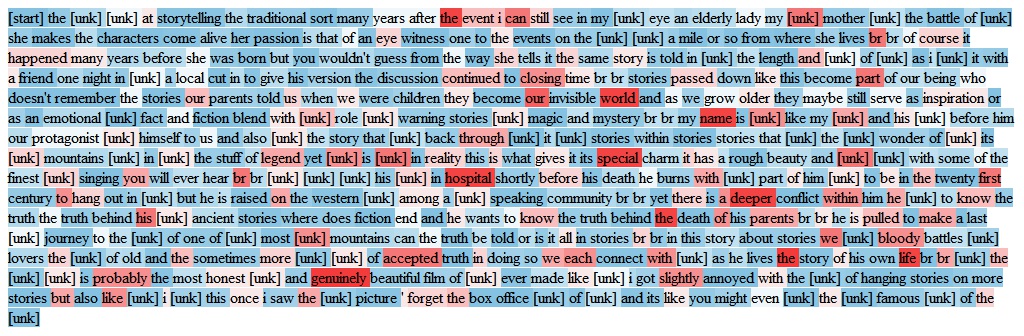 [start] the [unk] [unk] at storytelling the traditional sort many years after the event i can still see in my [unk] eye an elderly lady my [unk] mother [unk] the battle of [unk]
she makes the characters come alive her passion is that of an eye witness one to the events on the [unk] [unk] a mile or so from where she lives br br of course it
happened many years before she was born but you wouldn't guess from the way she tells it the same story is told in [unk] the length and [unk] of [unk] as i [unk] it with
a friend one night in [unk] a local cut in to give his version the discussion continued to closing time br br stories passed down like this become part of our being who
doesn't remember the stories our parents told us when we were children they become our invisible world and as we grow older they maybe still serve as inspiration or
as an emotional [unk] fact and fiction blend with [unk] role [unk] warning stories [unk] magic and mystery br br my name is [unk] like my [unk] and his [unk] before him
our protagonist [unk] himself to us and also [unk] the story that [unk] back through [unk] it [unk] stories within stories stories that [unk] the [unk] wonder of [unk] its
[unk] mountains [unk] in [unk] the stuff of legend yet [unk] is [unk] in reality this is what gives it its special charm it has a rough beauty and [unk] [unk] with some of the
finest [unk] singing you will ever hear br br [unk] [unk] [unk] his [unk] in hospital shortly before his death he burns with [unk] part of him [unk] to be in the twenty first
century to hang out in [unk] but he is raised on the western [unk] among a [unk] speaking community br br yet there is a deeper conflict within him he [unk] to know the
truth the truth behind his [unk] ancient stories where does fiction end and he wants to know the truth behind the death of his parents br br he is pulled to make a last
[unk] journey to the [unk] of one of [unk] most [unk] mountains can the truth be told or is it all in stories br br in this story about stories we [unk] bloody battles [unk]
lovers the [unk] of old and the sometimes more [unk] [unk] of accepted truth in doing so we each connect with [unk] as he lives the story of his own life br br [unk] the
[unk] [unk] is probably the most honest [unk] and genuinely beautiful film of [unk] ever made like [unk] i got slightly annoyed with the [unk] of hanging stories on more
stories but also like [unk] i [unk] this once i saw the [unk] picture ' forget the box office [unk] of [unk] and its like you might even [unk] the [unk] famous [unk] of the
[unk]